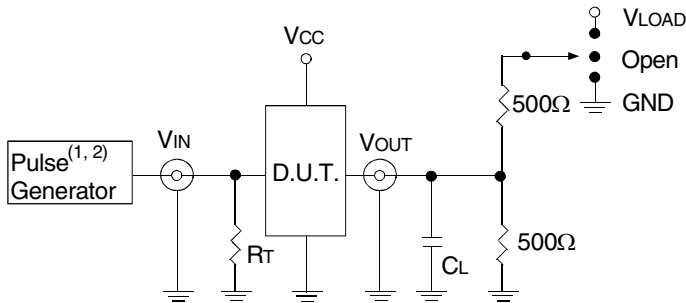 VLOAD
VCC
Open
500Ω
GND
VIN
VOUT
Pulse(1, 2)
Generator
D.U.T.
RT
CL
500Ω